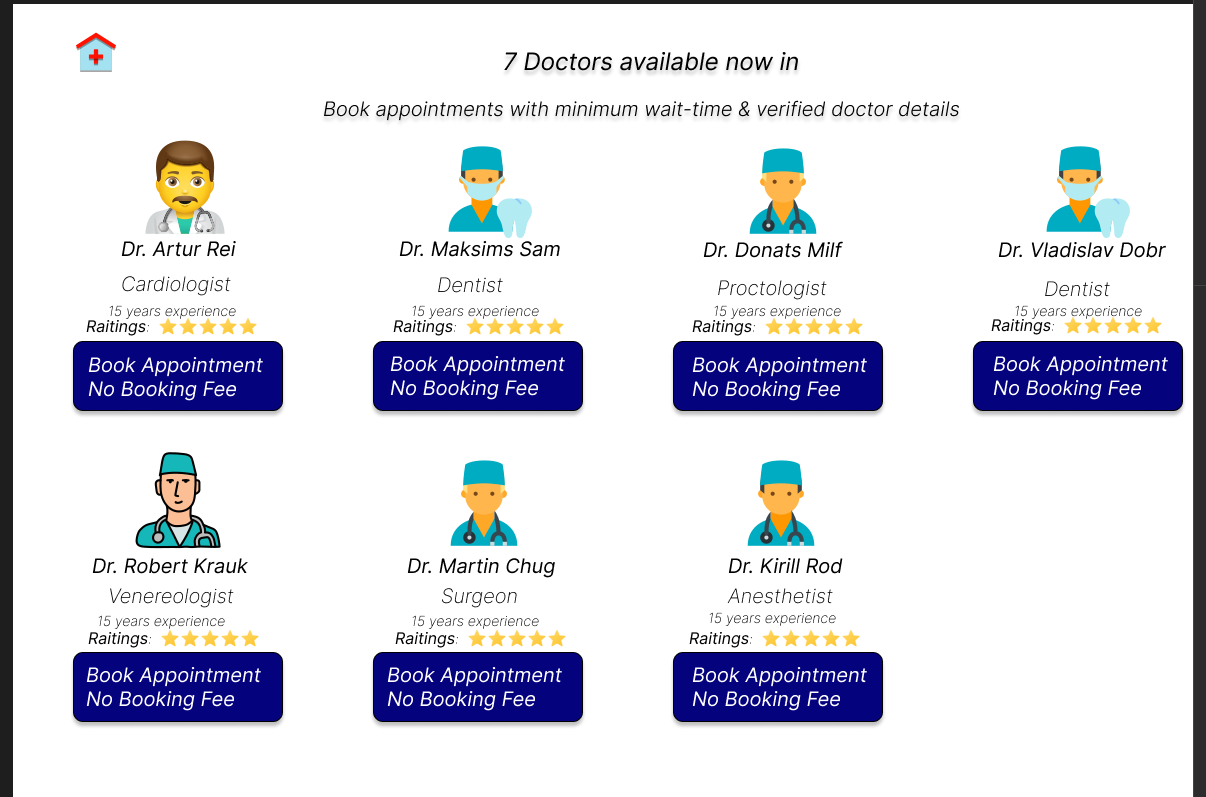 7 Doctors available now in
Book appointments with minimum wait-time & verified doctor details
Dr. Artur Rei
Cardiologist
15 years experience
Raitings:
Book Appointment
No Booking Fee
Dr. Maksims Sam
Dentist
15 years experience
Raitings:
Book Appointment
No Booking Fee
Dr. Donats Milf
Proctologist
15 years experience
Raitings:
Book Appointment
No Booking Fee
Dr. Vladislav Dobr
Dentist
15 years experience
Raitings:
Book Appointment
No Booking Fee
Dr. Robert Krauk
Venereologist
15 years experience
Raitings:
Book Appointment
No Booking Fee
Dr. Martin Chug
Surgeon
15 years experience
Raitings:
Book Appointment
No Booking Fee
Dr. Kirill Rod
Anesthetist
15 years experience
Raitings:
Book Appointment
No Booking Fee